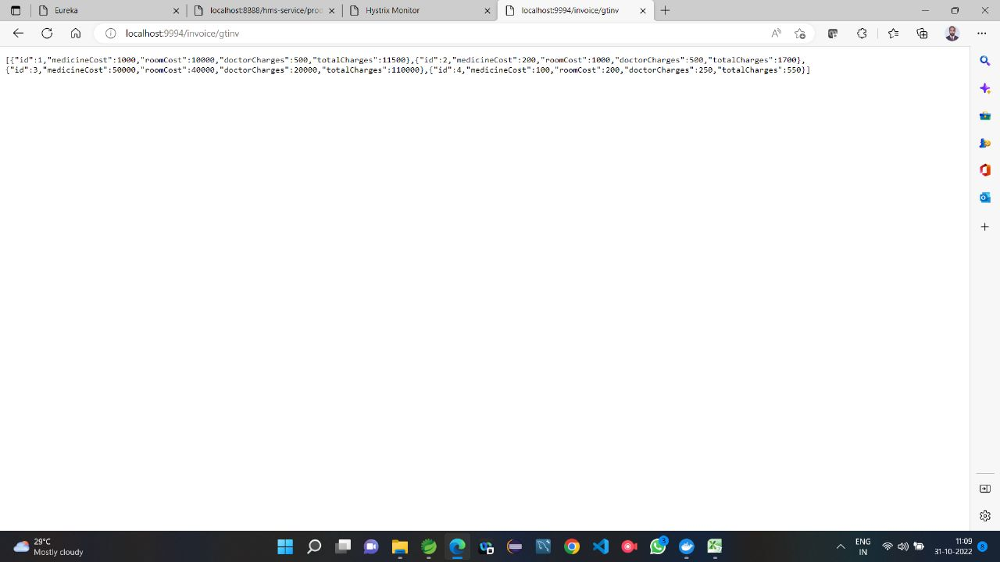 Eureka
localhost:8888/hms-service/prod
Hystrix Monitor
localhost:9994/invoice/gtinv
localhost:9994/invoice/gtinv
[{"id":1,"medicineCost":1000,"roomCost":10000,"doctorCharges":500,"totalCharges":11500},{"id":2,"medicineCost":200,"roomCost":1000,"doctorCharges":500,"totalCharges":1700},
{"id":3,"medicineCost":50000,"roomCost":40000,"doctorCharges":20000,"totalCharges":110000},{"id":4,"medicineCost":100,"roomCost":200,"doctorCharges":250,"totalCharges":550}]
29°C
Mostly cloudy
3
ENG
IN
11:09
31-10-2022
8